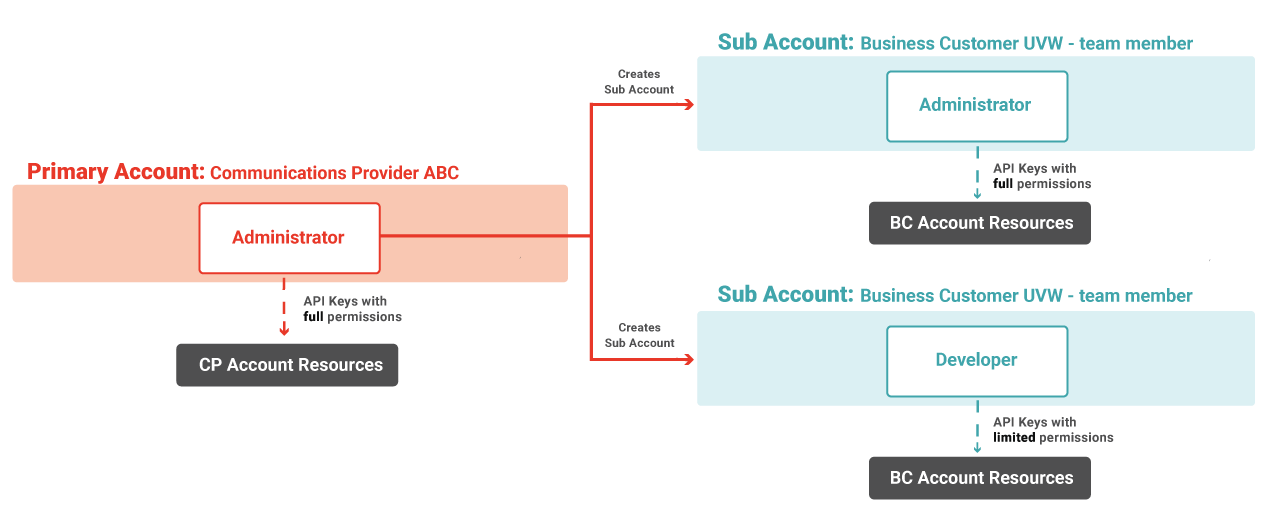 Primary Account: Communications Provider ABC
Administrator
API Keys with
full permissions
CP Account Resources
Creates
Sub Account
Sub Account: Business Customer UVW - team member
Administrator
API Keys with
full permissions
BC Account Resources
Creates
Sub Account
Sub Account: Business Customer UVW - team member
Developer
API Keys with
limited permissions
BC Account Resources